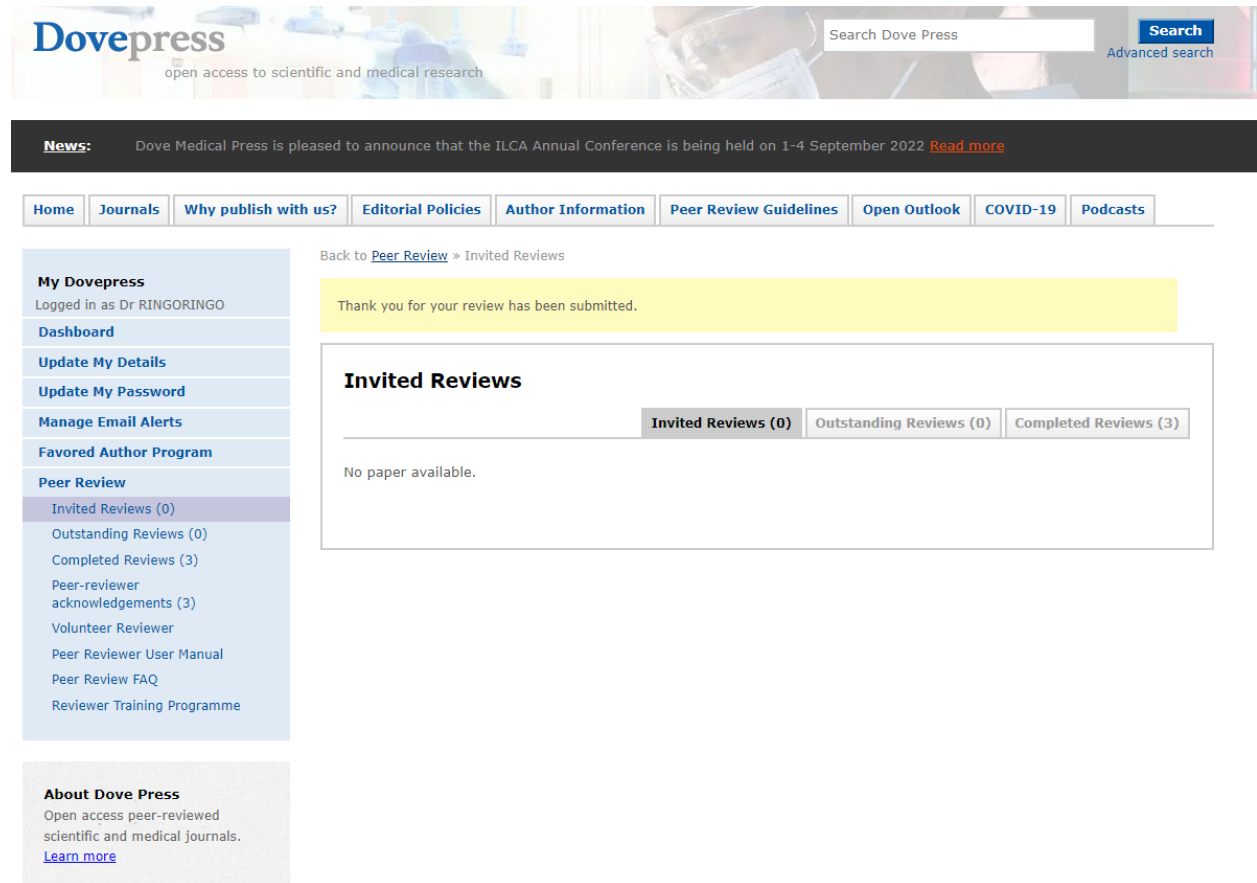 Dovepress
open access to scientific and medical research
Search Dove Press
Search
Advanced search
News: Dove Medical Press is pleased to announce that the ILCA Annual Conference is being held on 1-4 September 2022 Read more
Home Journals Why publish with us? Editorial Policies Author Information Peer Review Guidelines Open Outlook COVID-19 Podcasts
My Dovepress
Logged in as Dr RINGORINGO
Dashboard
Update My Details
Update My Password
Manage Email Alerts
Favored Author Program
Peer Review
Invited Reviews (0)
Outstanding Reviews (0)
Completed Reviews (3)
Peer-reviewer
acknowledgements (3)
Volunteer Reviewer
Peer Reviewer User Manual
Peer Review FAQ
Reviewer Training Programme
About Dove Press
Open access peer-reviewed
scientific and medical journals.
Learn more
Back to Peer Review » Invited Reviews
Thank you for your review has been submitted.
Invited Reviews
Invited Reviews (0) Outstanding Reviews (0) Completed Reviews (3)
No paper available.